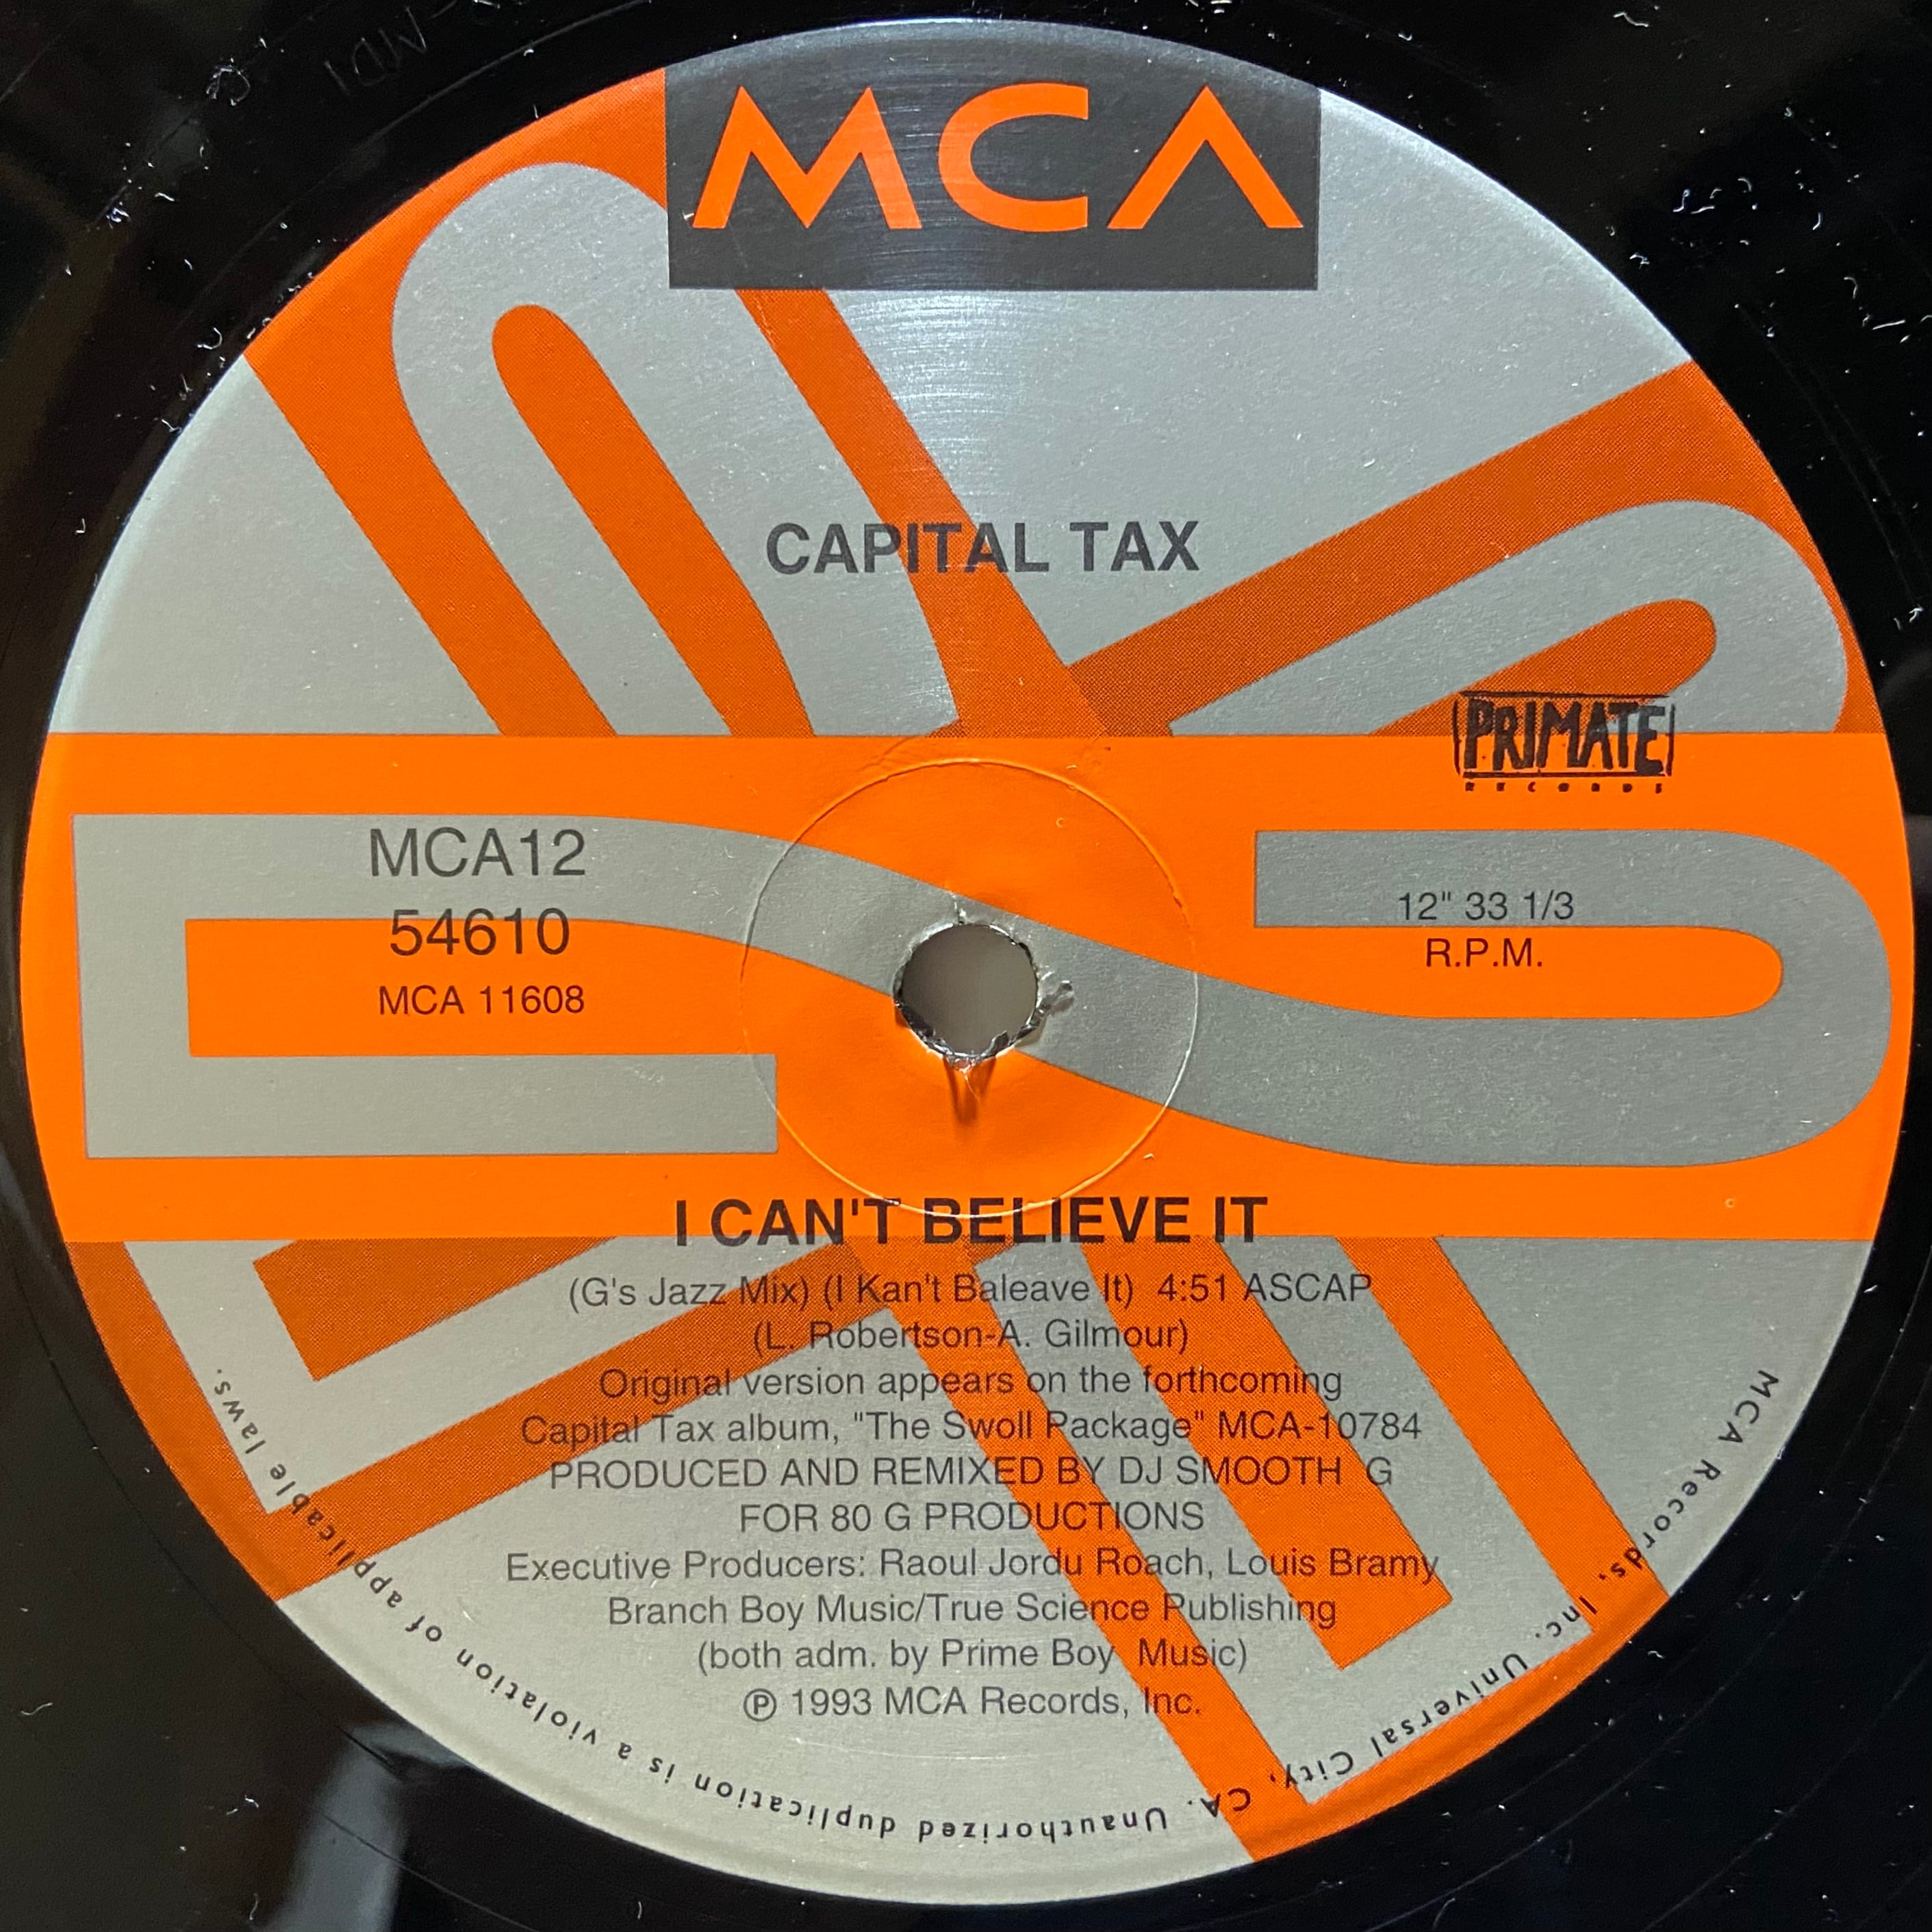 MCA
CAPITAL TAX
PRIMATE
RECORDS
MCA12
54610
MCA 11608
12" 33 1/3
R.P.M.
I CAN'T BELIEVE IT
(G's Jazz Mix) (I Kan't Baleave It) 4:51 ASCAP
(L. Robertson-A. Gilmour)
Original version appears on the forthcoming
Capital Tax album, "The Swoll Package" MCA-10784
PRODUCED AND REMIXED BY DJ SMOOTH G
FOR 80 G PRODUCTIONS
Executive Producers: Raoul Jordu Roach, Louis Bramy
Branch Boy Music/True Science Publishing
(both adm. by Prime Boy Music)
℗ 1993 MCA Records, Inc.
MCA Records, Inc. Universal City, CA. Unauthorized duplication is a violation of applicable laws.